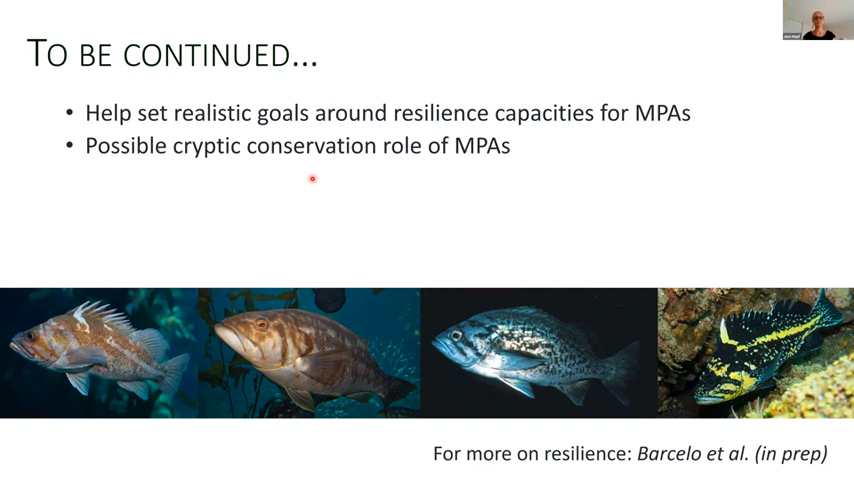 TO BE CONTINUED...
• Help set realistic goals around resilience capacities for MPAs
• Possible cryptic conservation role of MPAs
For more on resilience: Barcelo et al. (in prep)